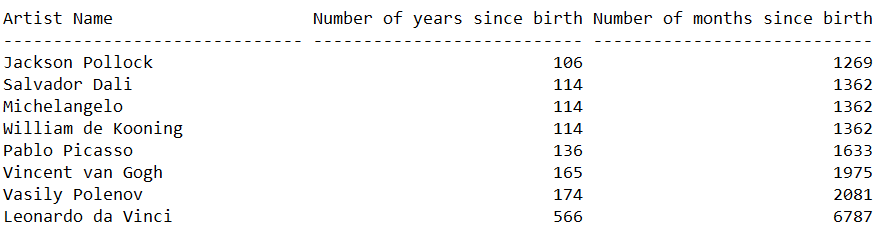 Artist Name Number of years since birth Number of months since birth
---------------------------- ------------------------- --------------------------
Jackson Pollock 106 1269
Salvador Dali 114 1362
Michelangelo 114 1362
William de Kooning 114 1362
Pablo Picasso 136 1633
Vincent van Gogh 165 1975
Vasily Polenov 174 2081
Leonardo da Vinci 566 6787